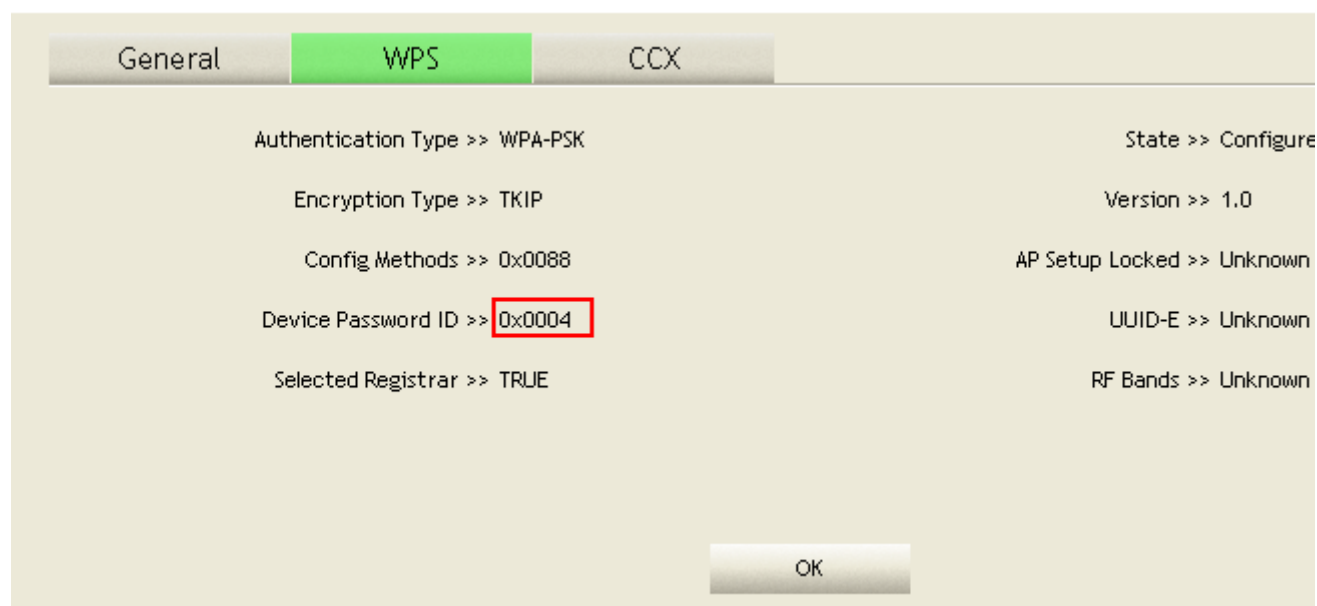 General WPS CCX
Authentication Type >> WPA-PSK State >> Configure
Encryption Type >> TKIP Version >> 1.0
Config Methods >> 0x0088 AP Setup Locked >> Unknown
Device Password ID >> 0x0004 UUID-E >> Unknown
Selected Registrar >> TRUE RF Bands >> Unknown
OK